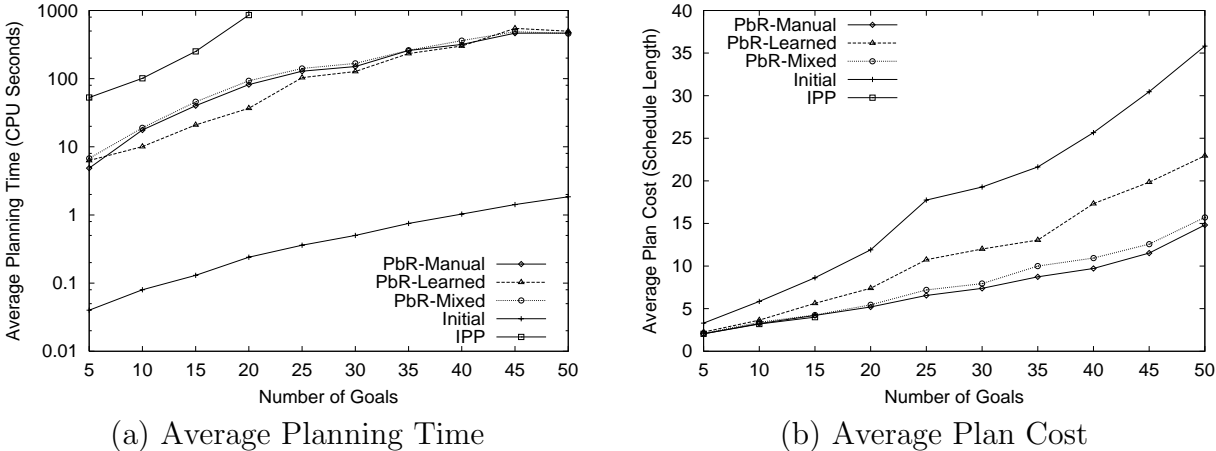 Average Planning Time (CPU Seconds)
1000
100
10
1
0.1
0.01
5 10 15 20 25 30 35 40 45 50
Number of Goals
PbR-Manual
PbR-Learned
PbR-Mixed
Initial
IPP
(a) Average Planning Time
Average Plan Cost (Schedule Length)
40
35
30
25
20
15
10
5
0
5 10 15 20 25 30 35 40 45 50
Number of Goals
PbR-Manual
PbR-Learned
PbR-Mixed
Initial
IPP
(b) Average Plan Cost